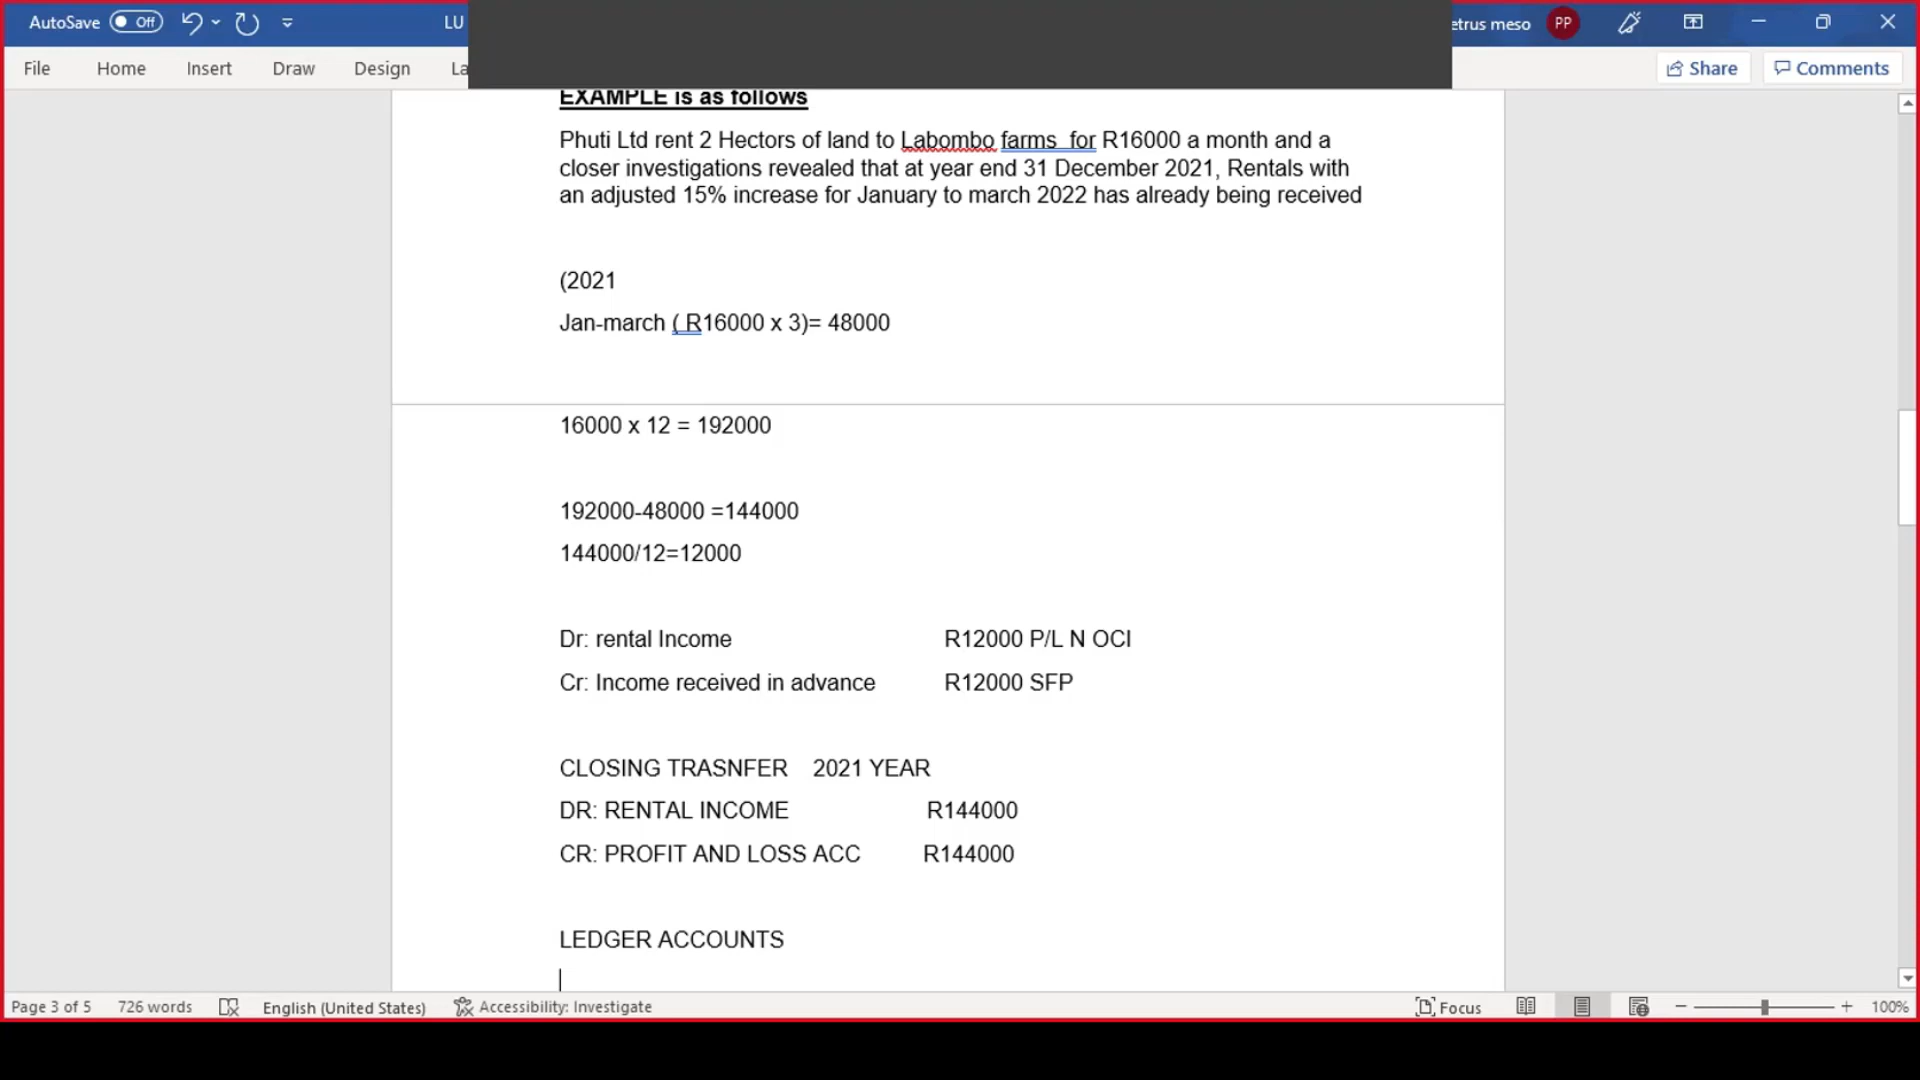 AutoSave Off LU etrus meso PP
File Home Insert Draw Design La Share Comments
EXAMPLE is as follows
Phuti Ltd rent 2 Hectors of land to Labombo farms for R16000 a month and a
closer investigations revealed that at year end 31 December 2021, Rentals with
an adjusted 15% increase for January to march 2022 has already being received
(2021
Jan-march ( R16000 x 3)= 48000
16000 x 12 = 192000
192000-48000 =144000
144000/12=12000
Dr: rental Income R12000 P/L N OCI
Cr: Income received in advance R12000 SFP
CLOSING TRASNFER 2021 YEAR
DR: RENTAL INCOME R144000
CR: PROFIT AND LOSS ACC R144000
LEDGER ACCOUNTS
Page 3 of 5 726 words English (United States) Accessibility: Investigate Focus 100%